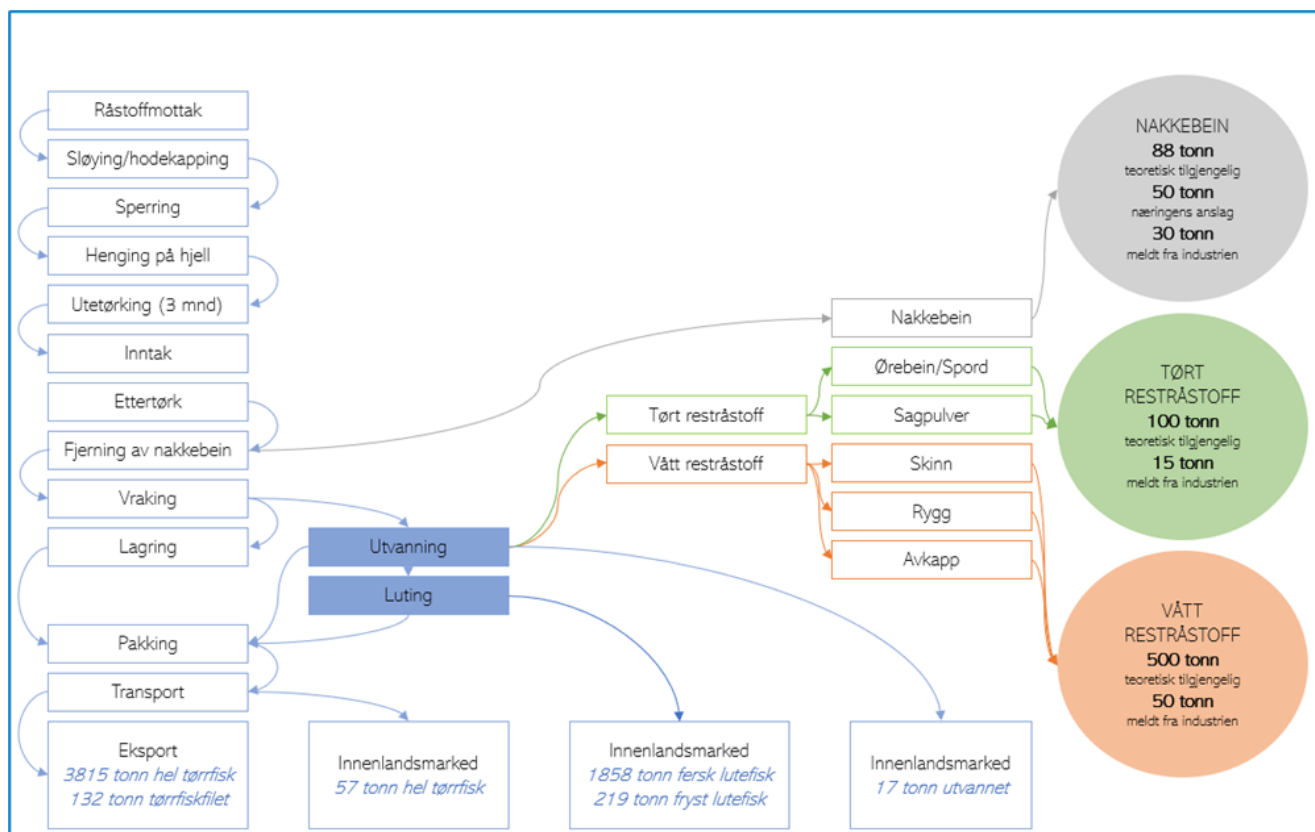 Råstoffmottak
Sløying/hodekapping
Sperring
Henging på hjell
Utetørking (3 mnd)
Inntak
Ettertørk
Fjerning av nakkebein
Vraking
Lagring
Pakking
Transport
Eksport
3815 tonn hel tørrfisk
132 tonn tørrfiskfilet
Utvanning
Luting
Innenlandsmarked
57 tonn hel tørrfisk
Innenlandsmarked
1858 tonn fersk lutefisk
219 tonn fryst lutefisk
Innenlandsmarked
17 tonn utvannet
Tørt restråstoff
Vått restråstoff
Nakkebein
Ørebein/Spord
Sagpulver
Skinn
Rygg
Avkapp
NAKKEBEIN
88 tonn
teoretisk tilgjengelig
50 tonn
næringens anslag
30 tonn
meldt fra industrien
TØRT
RESTRÅSTOFF
100 tonn
teoretisk tilgjengelig
15 tonn
meldt fra industrien
VÅTT
RESTRÅSTOFF
500 tonn
teoretisk tilgjengelig
50 tonn
meldt fra industrien